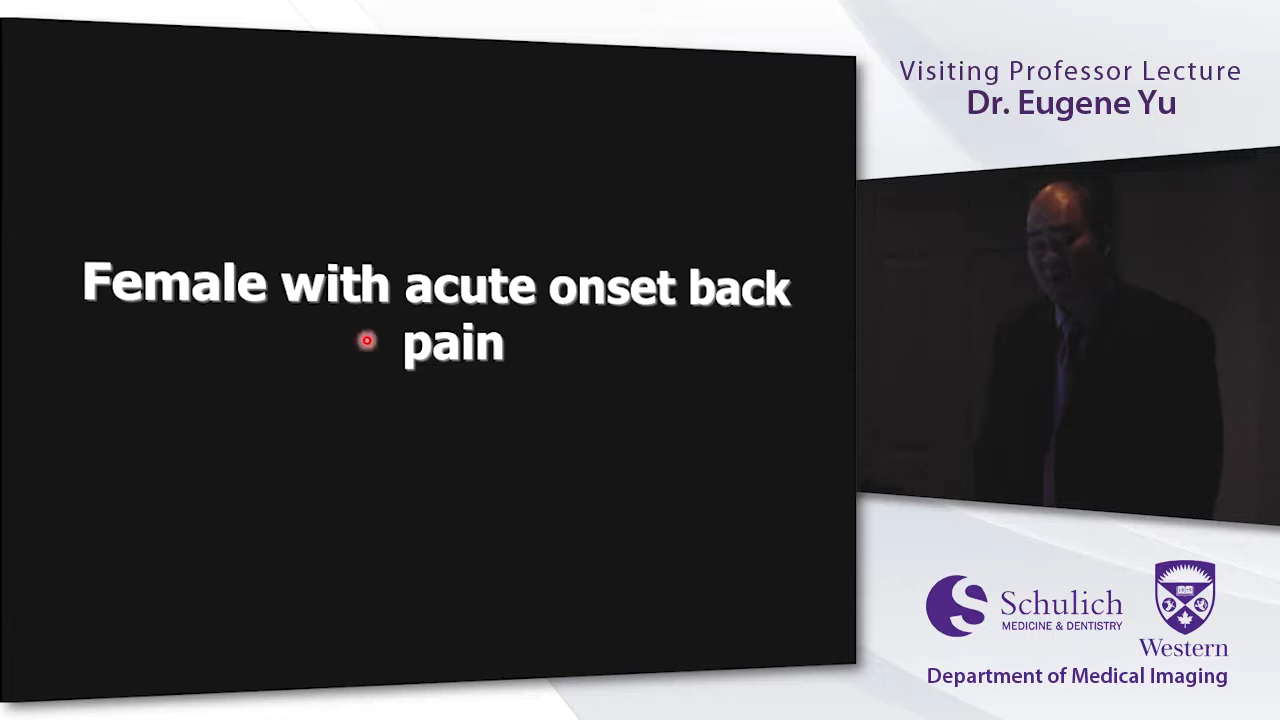 Female with acute onset back
pain
Visiting Professor Lecture
Dr. Eugene Yu
Schulich
MEDICINE & DENTISTRY
Western
Department of Medical Imaging